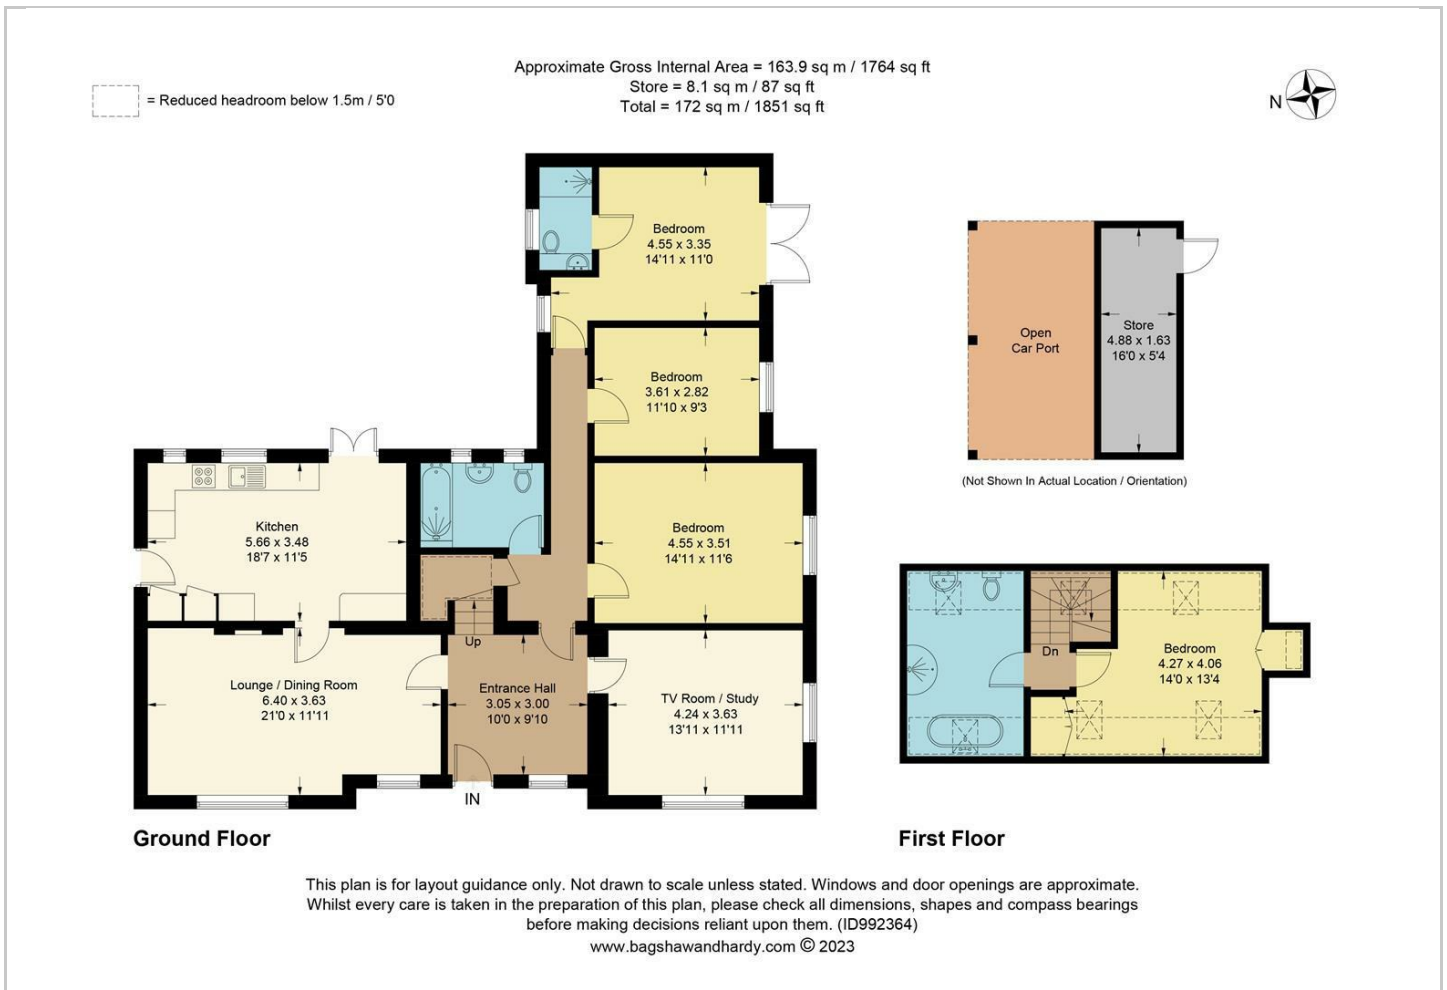 Approximate Gross Internal Area = 163.9 sq m / 1764 sq ft
Store = 8.1 sq m / 87 sq ft
Total = 172 sq m / 1851 sq ft
= Reduced headroom below 1.5m / 5'0
N
Bedroom
4.55 x 3.35
14'11 x 11'0
Bedroom
3.61 x 2.82
11'10 x 9'3
Open
Car Port
Store
4.88 x 1.63
16'0 x 5'4
(Not Shown In Actual Location / Orientation)
Kitchen
5.66 x 3.48
18'7 x 11'5
Bedroom
4.55 x 3.51
14'11 x 11'6
Up
Lounge / Dining Room
6.40 x 3.63
21'0 x 11'11
Entrance Hall
3.05 x 3.00
10'0 x 9'10
TV Room / Study
4.24 x 3.63
13'11 x 11'11
IN
Dn
Bedroom
4.27 x 4.06
14'0 x 13'4
Ground Floor
First Floor
This plan is for layout guidance only. Not drawn to scale unless stated. Windows and door openings are approximate.
Whilst every care is taken in the preparation of this plan, please check all dimensions, shapes and compass bearings
before making decisions reliant upon them. (ID992364)
www.bagshawandhardy.com © 2023